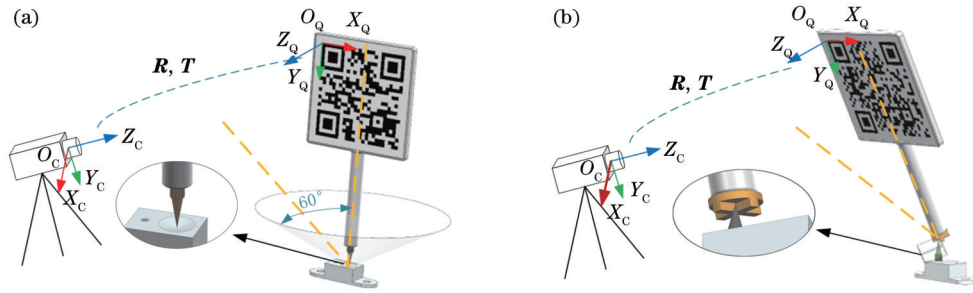 (a)
O_Q
X_Q
Z_Q
Y_Q
R, T
Z_C
O_C
Y_C
X_C
60°
(b)
O_Q
X_Q
Z_Q
Y_Q
R, T
Z_C
O_C
Y_C
X_C